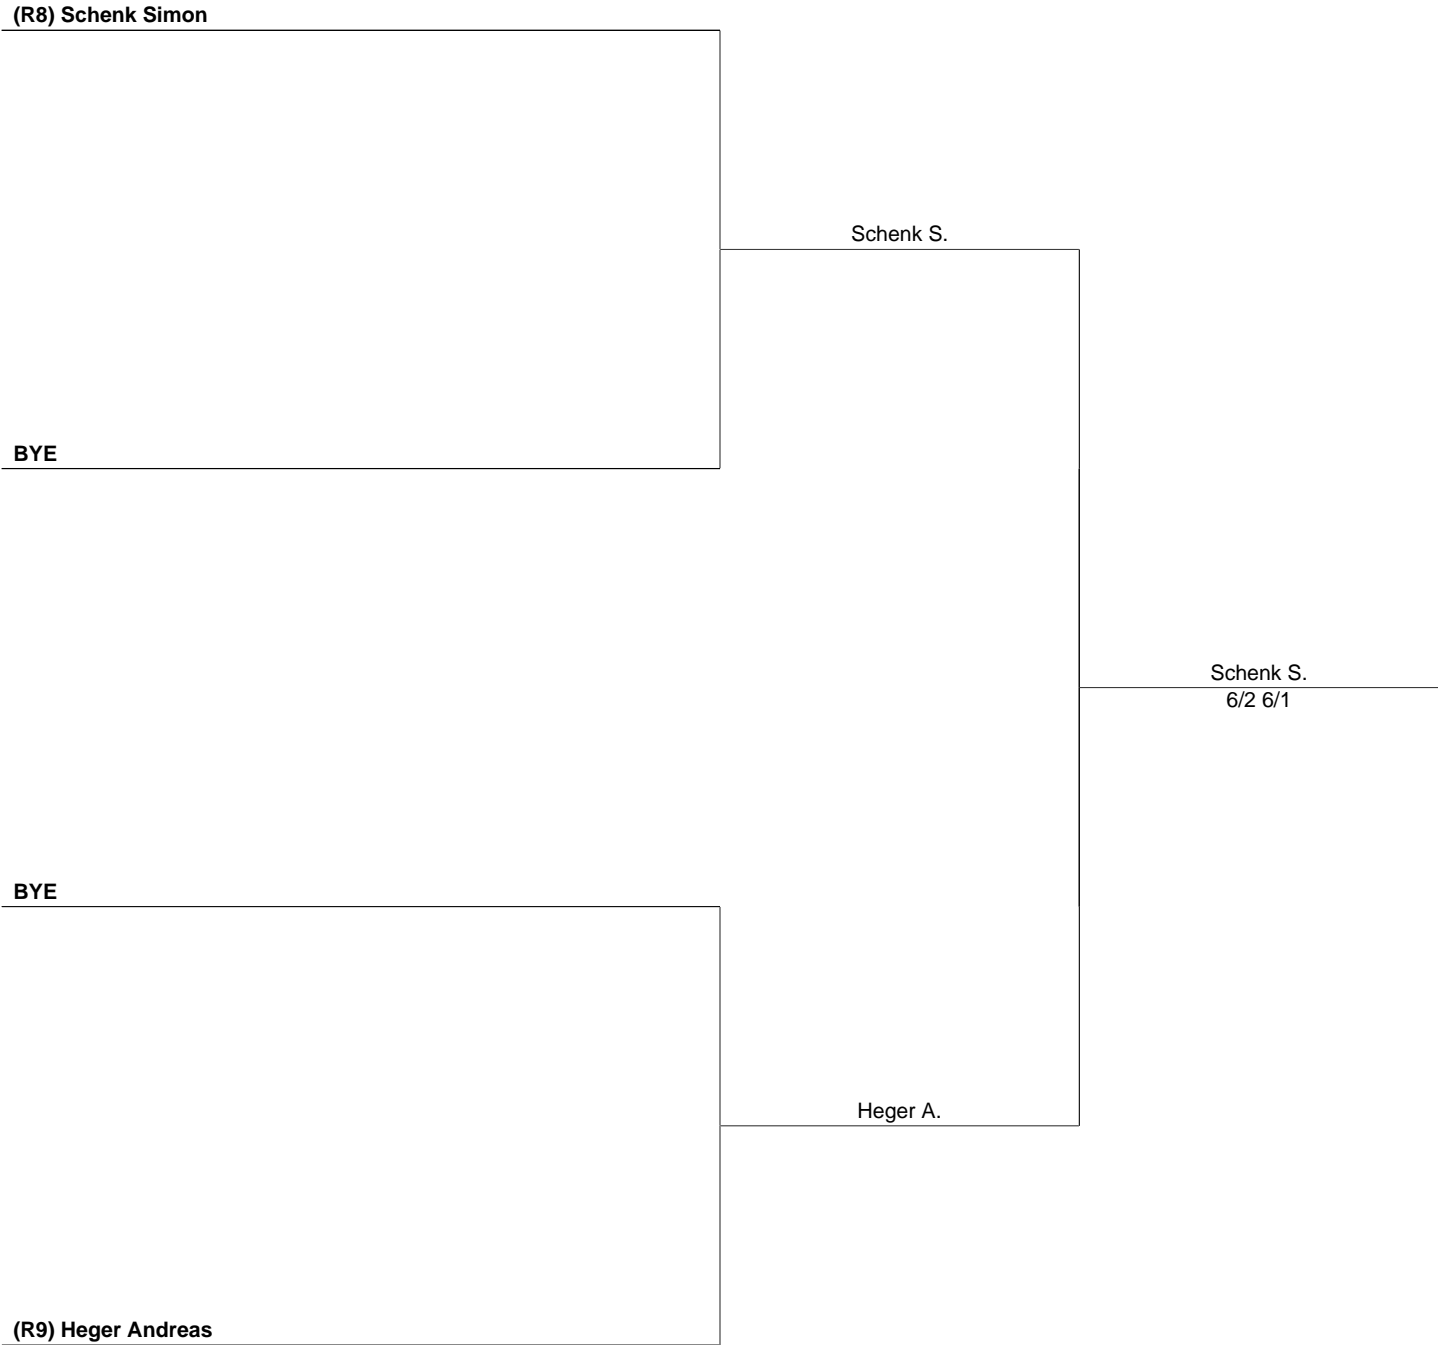 (R8) Schenk Simon
Schenk S.
BYE
Schenk S.
6/2 6/1
BYE
Heger A.
(R9) Heger Andreas